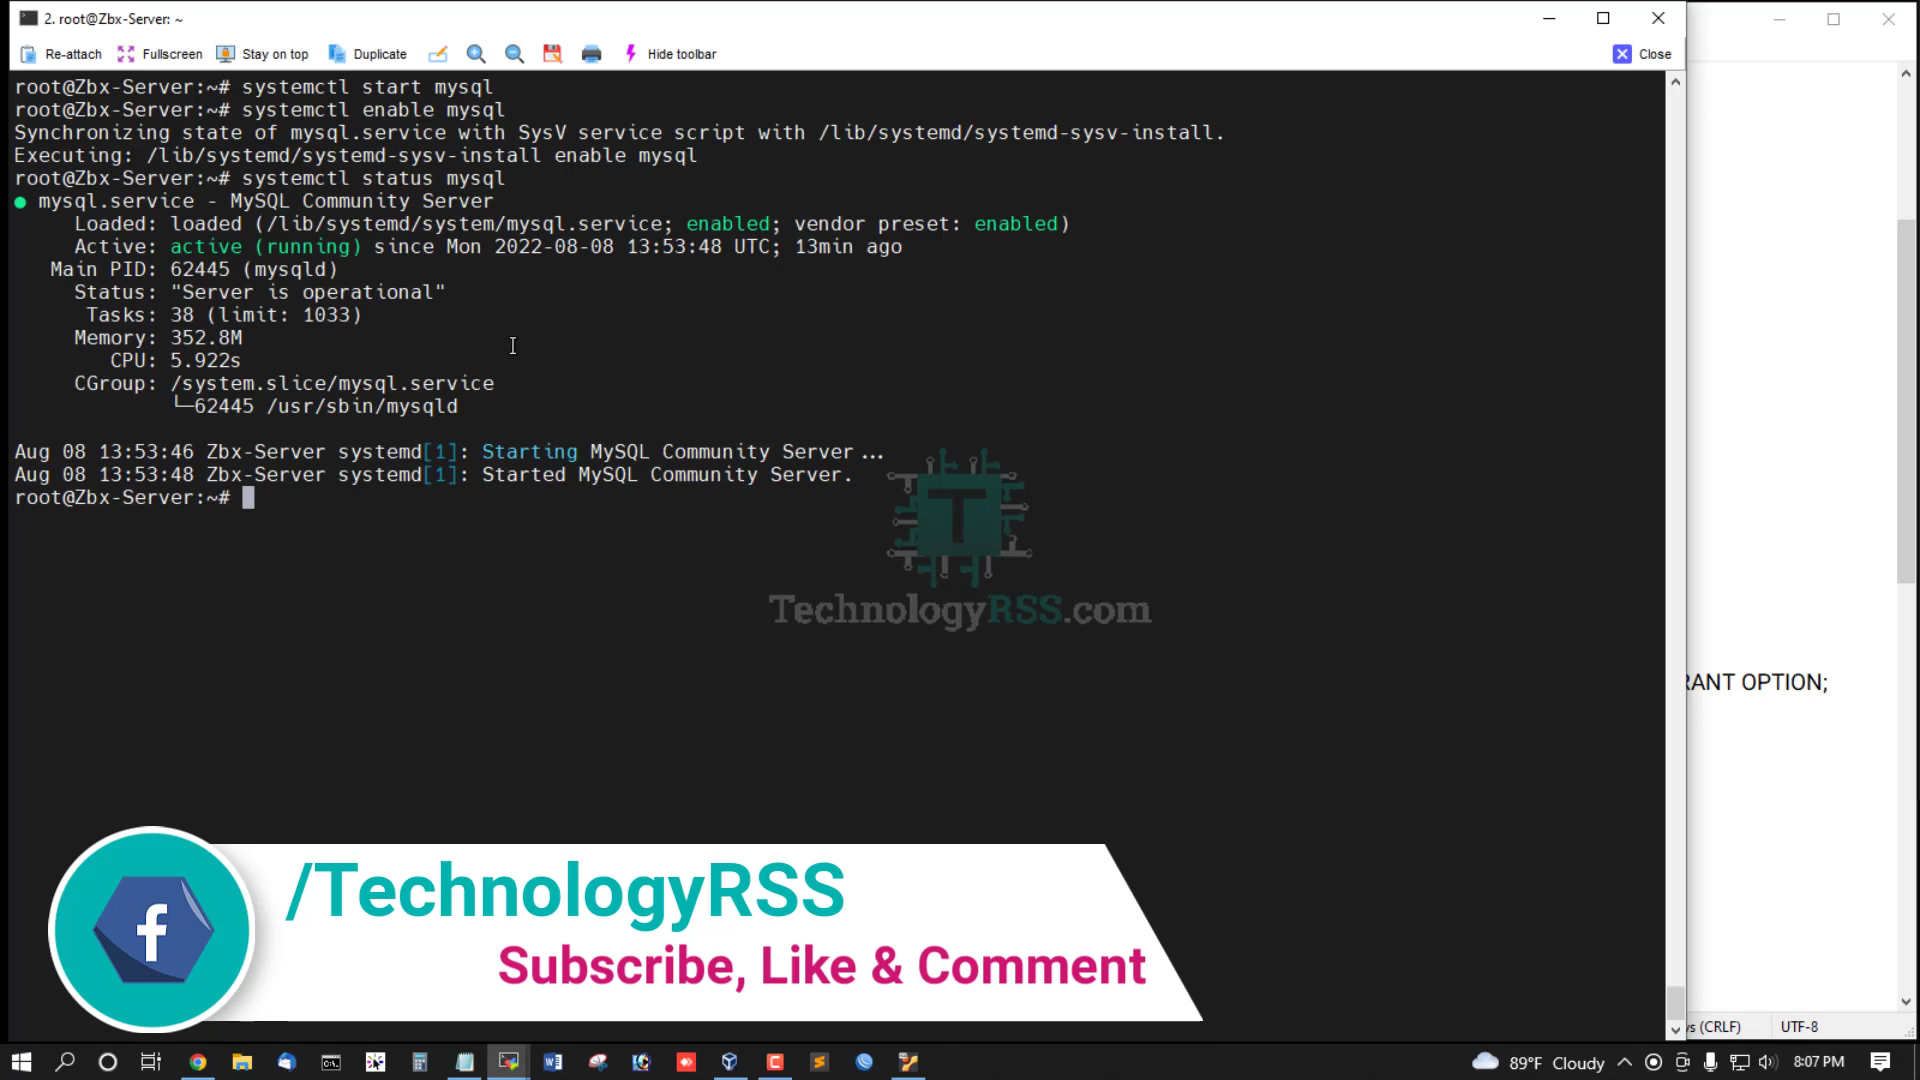 2. root@Zbx-Server: ~
Re-attach Fullscreen Stay on top Duplicate Hide toolbar Close
root@Zbx-Server:~# systemctl start mysql
root@Zbx-Server:~# systemctl enable mysql
Synchronizing state of mysql.service with SysV service script with /lib/systemd/systemd-sysv-install.
Executing: /lib/systemd/systemd-sysv-install enable mysql
root@Zbx-Server:~# systemctl status mysql
● mysql.service - MySQL Community Server
Loaded: loaded (/lib/systemd/system/mysql.service; enabled; vendor preset: enabled)
Active: active (running) since Mon 2022-08-08 13:53:48 UTC; 13min ago
Main PID: 62445 (mysqld)
Status: "Server is operational"
Tasks: 38 (limit: 1033)
Memory: 352.8M
CPU: 5.922s
CGroup: /system.slice/mysql.service
└─62445 /usr/sbin/mysqld
Aug 08 13:53:46 Zbx-Server systemd[1]: Starting MySQL Community Server...
Aug 08 13:53:48 Zbx-Server systemd[1]: Started MySQL Community Server.
root@Zbx-Server:~#
T
TechnologyRSS.com
RANT OPTION;
/TechnologyRSS
Subscribe, Like & Comment
f
s (CRLF) UTF-8
89°F Cloudy 8:07 PM